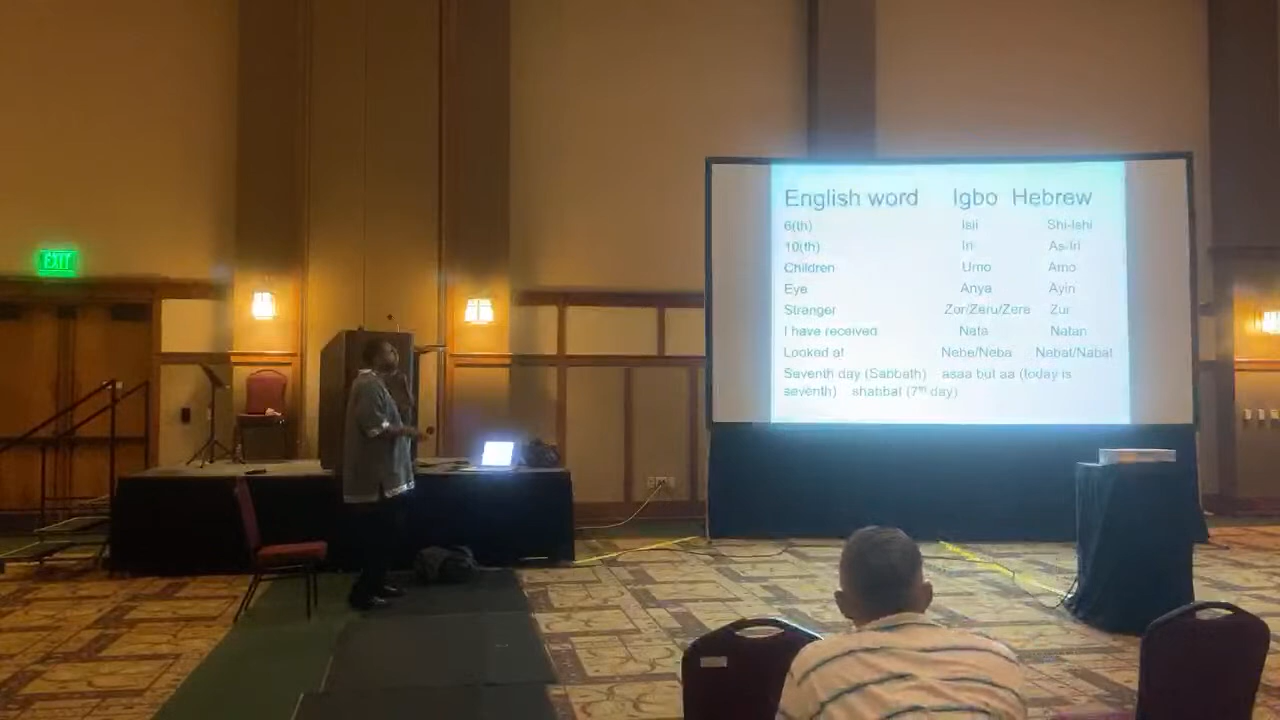 EXIT
English word Igbo Hebrew
6(th) Isii Shi-ishi
10(th) Iri As-iri
Children Umo Amo
Eye Anya Ayin
Stranger Zor/Zeru/Zere Zur
I have received Nata Natan
Looked at Nebe/Neba Nebat/Nabat
Seventh day (Sabbath) asaa but aa (today is
seventh) shabbat (7th day)